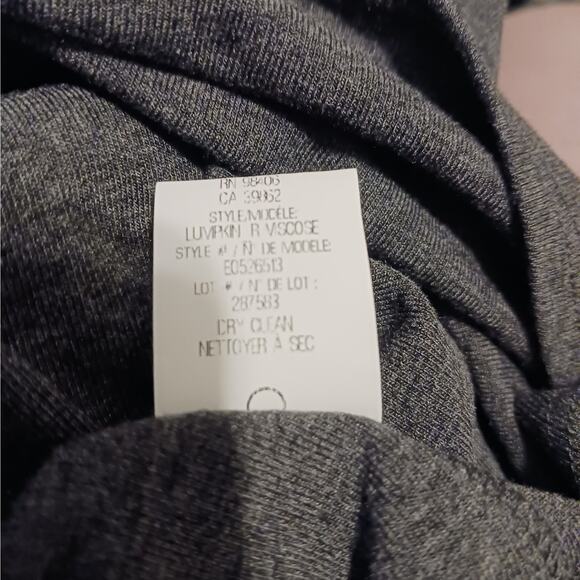 RN 98406
CA 39862
STYLE/MODELE:
LUMPKIN_R.VISCOSE
STYLE # / N° DE MODELE:
E0526513
LOT # / N° DE LOT :
287583
DRY CLEAN
NETTOYER À SEC